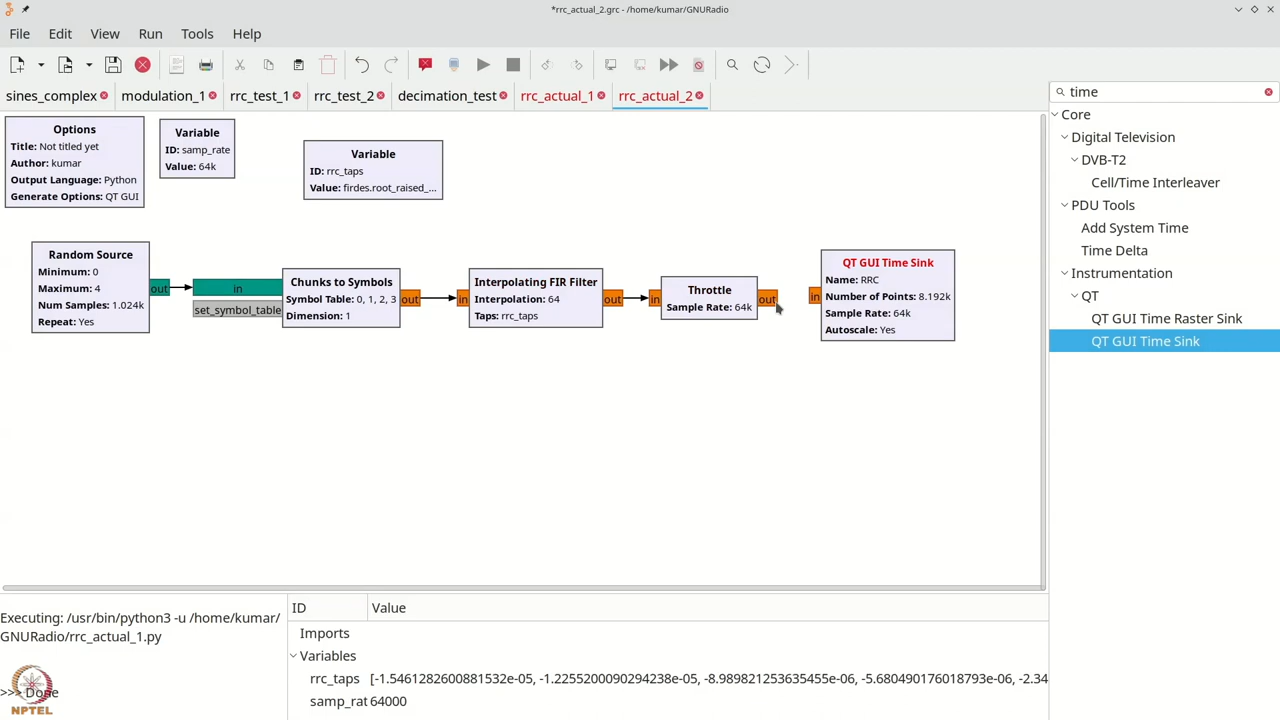 *rrc_actual_2.grc - /home/kumar/GNURadio
File Edit View Run Tools Help
sines_complex modulation_1 rrc_test_1 rrc_test_2 decimation_test rrc_actual_1 rrc_actual_2
time
Options
Title: Not titled yet
Author: kumar
Output Language: Python
Generate Options: QT GUI
Variable
ID: samp_rate
Value: 64k
Variable
ID: rrc_taps
Value: firdes.root_raised_...
Random Source
Minimum: 0
Maximum: 4
Num Samples: 1.024k
Repeat: Yes
out
in
set_symbol_table
Chunks to Symbols
Symbol Table: 0, 1, 2, 3
Dimension: 1
out
in
Interpolating FIR Filter
Interpolation: 64
Taps: rrc_taps
out
in
Throttle
Sample Rate: 64k
out
in
QT GUI Time Sink
Name: RRC
Number of Points: 8.192k
Sample Rate: 64k
Autoscale: Yes
Core
Digital Television
DVB-T2
Cell/Time Interleaver
PDU Tools
Add System Time
Time Delta
Instrumentation
QT
QT GUI Time Raster Sink
QT GUI Time Sink
Executing: /usr/bin/python3 -u /home/kumar/
GNURadio/rrc_actual_1.py
>>> Done
NPTEL
ID Value
Imports
Variables
rrc_taps [-1.5461282600881532e-05, -1.2255200090294238e-05, -8.989821253635455e-06, -5.680490176018793e-06, -2.34
samp_rat 64000